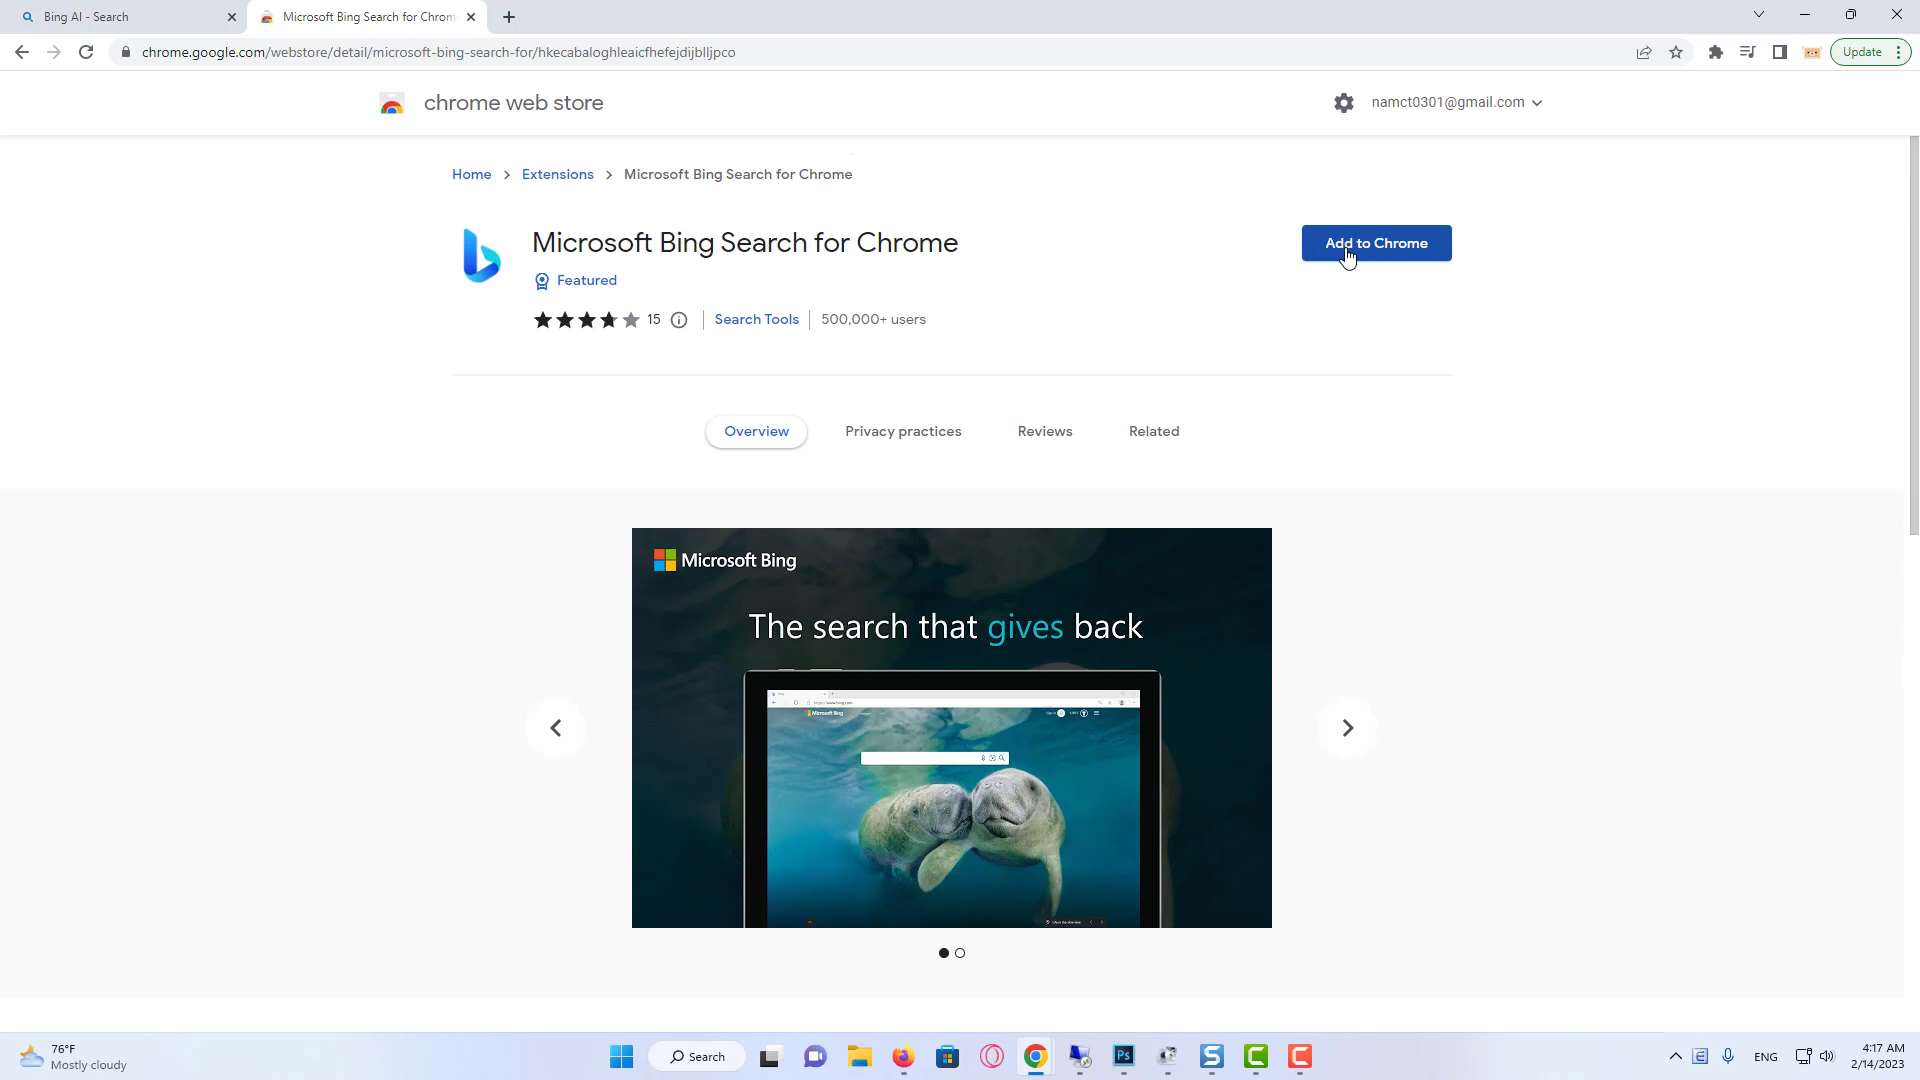 Bing AI - Search
Microsoft Bing Search for Chrom
chrome.google.com/webstore/detail/microsoft-bing-search-for/hkecabaloghleaicfhefejdijblljpco
Update
chrome web store
namct0301@gmail.com
Home
Extensions
Microsoft Bing Search for Chrome
Microsoft Bing Search for Chrome
Add to Chrome
Featured
15
Search Tools
500,000+ users
Overview
Privacy practices
Reviews
Related
Microsoft Bing
The search that gives back
Microsoft Bing
76°F
Mostly cloudy
Search
Ps
ENG
4:17 AM
2/14/2023